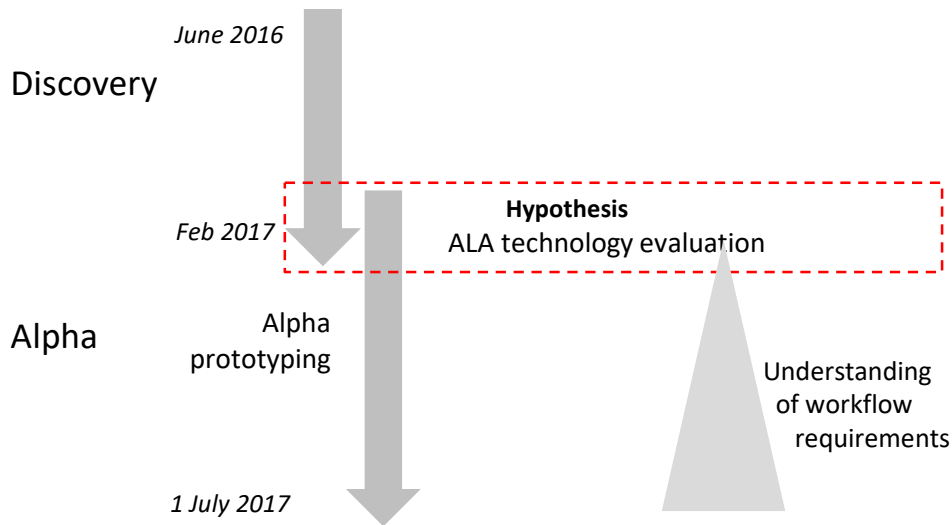 June 2016
Discovery
Hypothesis
Feb 2017
ALA technology evaluation
Alpha
Alpha
prototyping
Understanding
of workflow
requirements
1 July 2017